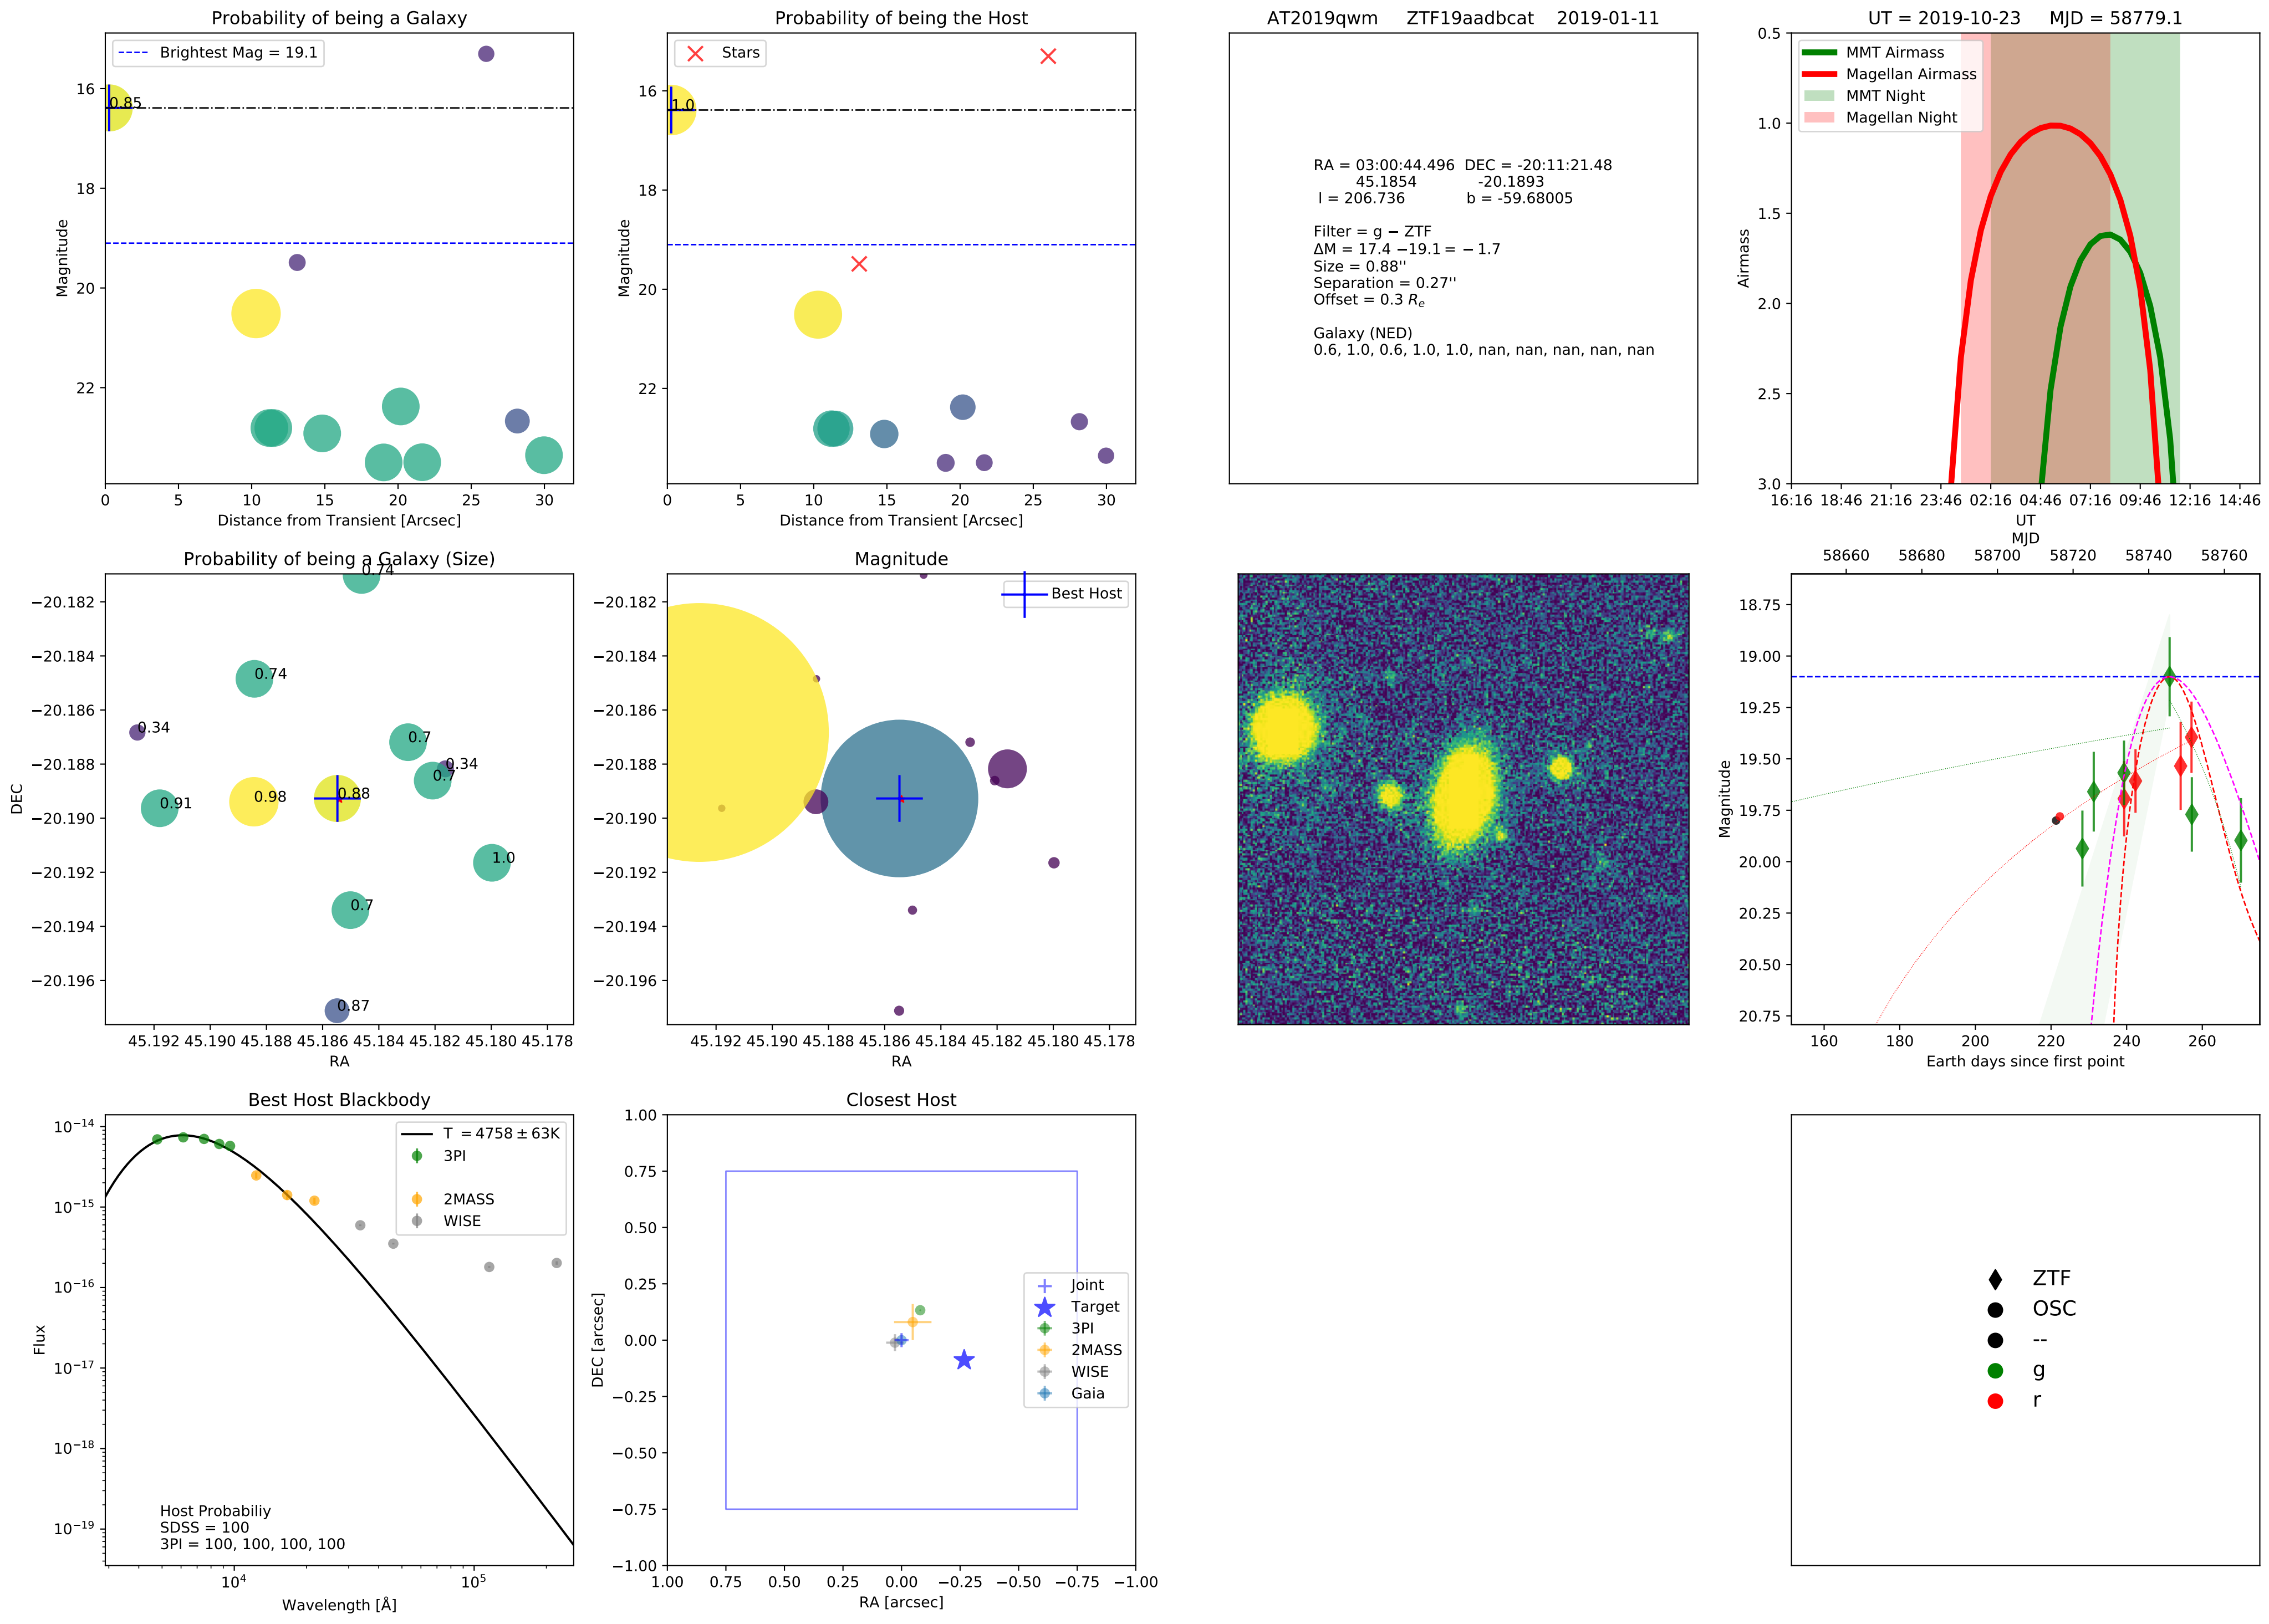 Probability of being a Galaxy
Brightest Mag = 19.1
0.85
16
18
20
22
Magnitude
0
5
10
15
20
25
30
Distance from Transient [Arcsec]
Probability of being the Host
Stars
1.0
16
18
20
22
Magnitude
0
5
10
15
20
25
30
Distance from Transient [Arcsec]
AT2019qwm ZTF19aadbcat 2019-01-11
RA = 03:00:44.496 DEC = -20:11:21.48
45.1854 -20.1893
l = 206.736 b = -59.68005
Filter = g − ZTF
ΔM = 17.4 −19.1 = − 1.7
Size = 0.88''
Separation = 0.27''
Offset = 0.3 Re
Galaxy (NED)
0.6, 1.0, 0.6, 1.0, 1.0, nan, nan, nan, nan, nan
UT = 2019-10-23 MJD = 58779.1
MMT Airmass
Magellan Airmass
MMT Night
Magellan Night
0.5
1.0
1.5
2.0
2.5
3.0
Airmass
16:16 18:46 21:16 23:46 02:16 04:46 07:16 09:46 12:16 14:46
UT
Probability of being a Galaxy (Size)
0.74
0.74
0.34
0.7
0.34
0.7
0.91
0.98
0.88
1.0
0.7
0.87
−20.182
−20.184
−20.186
−20.188
−20.190
−20.192
−20.194
−20.196
DEC
45.192 45.190 45.188 45.186 45.184 45.182 45.180 45.178
RA
Magnitude
Best Host
−20.182
−20.184
−20.186
−20.188
−20.190
−20.192
−20.194
−20.196
45.192 45.190 45.188 45.186 45.184 45.182 45.180 45.178
RA
MJD
58660 58680 58700 58720 58740 58760
18.75
19.00
19.25
19.50
19.75
20.00
20.25
20.50
20.75
Magnitude
160 180 200 220 240 260
Earth days since first point
Best Host Blackbody
T = 4758 ± 63K
3PI
2MASS
WISE
10−14
10−15
10−16
10−17
10−18
10−19
Flux
Host Probabiliy
SDSS = 100
3PI = 100, 100, 100, 100
104 105
Wavelength [Å]
Closest Host
1.00
0.75
0.50
0.25
0.00
−0.25
−0.50
−0.75
−1.00
DEC [arcsec]
Joint
Target
3PI
2MASS
WISE
Gaia
1.00 0.75 0.50 0.25 0.00 −0.25 −0.50 −0.75 −1.00
RA [arcsec]
ZTF
OSC
--
g
r